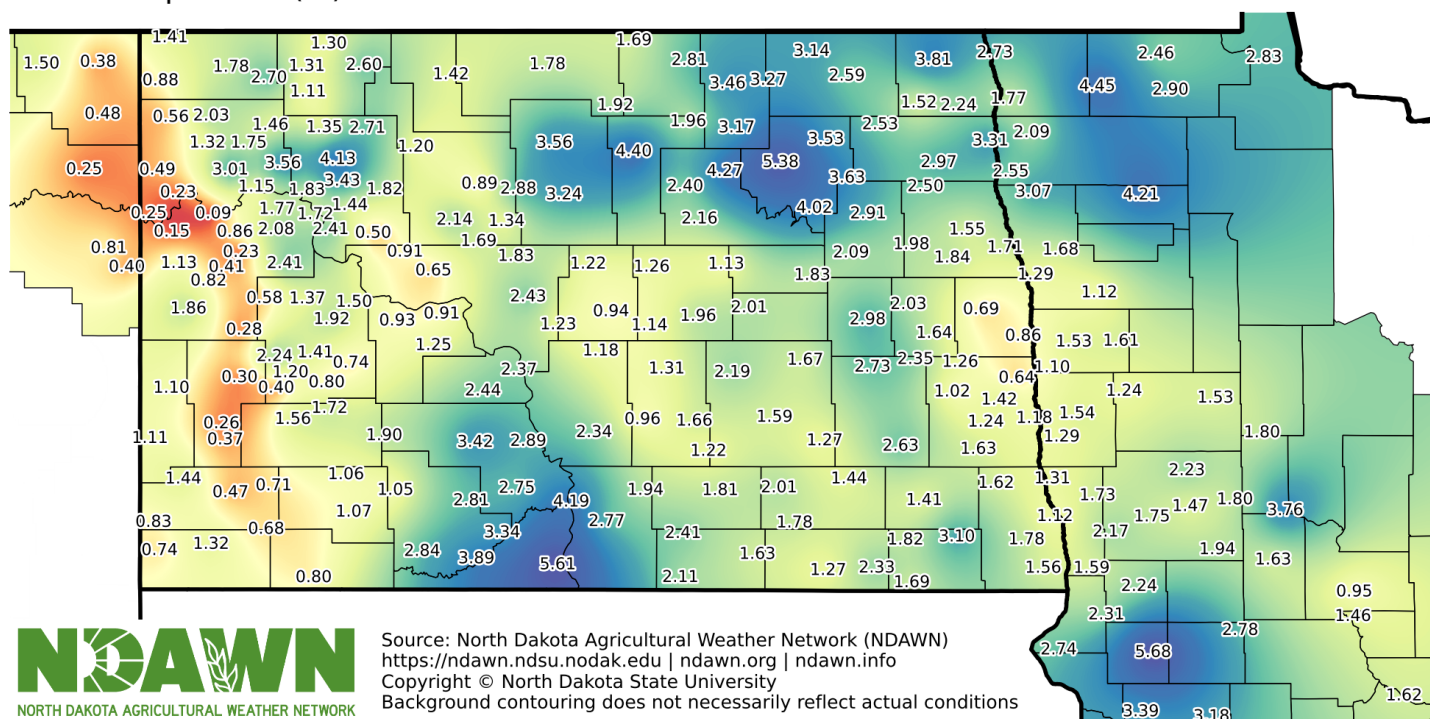 1.41 1.30 1.69
1.50 0.38 0.88 1.78 2.70 1.31 1.11 2.60 1.42 1.78 2.81 3.14 3.46 3.27 2.59 3.81 2.73 2.46 2.83
4.45 2.90
0.48 0.56 2.03 1.46 1.35 2.71 1.92 1.96 3.17 3.53 2.53 1.52 2.24 1.77
1.32 1.75 1.20 3.56 4.40 3.31 2.09
0.25 0.49 3.01 3.56 4.13 3.43 5.38 4.27 3.63 2.97 2.55
0.23 1.15 1.83 1.82 0.89 2.88 3.24 2.40 2.50 3.07 4.21
0.25 0.15 0.09 1.77 1.72 1.44 2.14 1.34 2.16 4.02 2.91
0.86 2.08 2.41 0.50 1.69 1.55
0.81 0.23 0.91 1.83 2.09 1.98 1.84 1.71 1.68
0.40 1.13 0.41 0.82 2.41 0.65 1.22 1.26 1.13 1.83 1.29
1.86 0.58 1.37 1.50 2.43 1.12
0.28 1.92 0.93 0.91 1.23 0.94 1.14 1.96 2.01 2.98 2.03 0.69
1.25 1.64 0.86 1.53 1.61
2.24 1.41 0.74 2.37 1.18 1.31 2.19 1.67 2.73 2.35 1.26 1.10
1.10 0.30 1.20 0.40 0.80 2.44 0.64 1.02 1.42 1.24 1.53
0.26 0.37 1.56 1.72 0.96 1.66 1.59 1.24 1.18 1.54
1.11 1.90 3.42 2.89 2.34 1.22 1.27 2.63 1.63 1.29 1.80
1.44 0.47 0.71 1.06 1.05 2.75 1.94 1.81 2.01 1.44 1.62 1.31 2.23
2.81 4.19 1.41 1.73 1.47 1.80 3.76
0.83 0.68 1.07 3.34 2.77 2.41 1.78 1.12 1.75 2.17
0.74 1.32 2.84 3.89 5.61 1.63 1.82 3.10 1.78 1.94 1.63
0.80 2.11 1.27 2.33 1.69 1.56 1.59 2.24 0.95
2.31 2.78 1.46
2.74 5.68
1.62
3.39 3.18
NDAWN
NORTH DAKOTA AGRICULTURAL WEATHER NETWORK
Source: North Dakota Agricultural Weather Network (NDAWN)
https://ndawn.ndsu.nodak.edu | ndawn.org | ndawn.info
Copyright © North Dakota State University
Background contouring does not necessarily reflect actual conditions